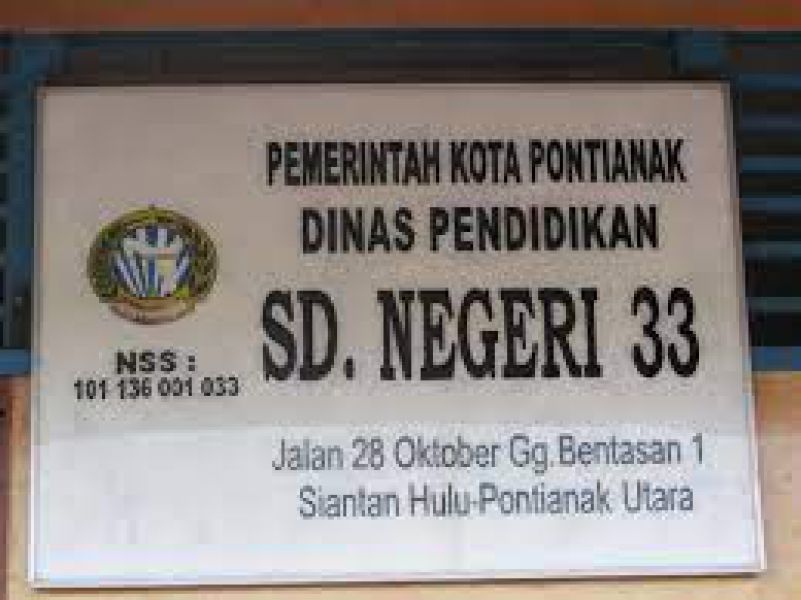 PEMERINTAH KOTA PONTIANAK
DINAS PENDIDIKAN
SD. NEGERI 33
NSS :
101 136 001 033
Jalan 28 Oktober Gg. Bentasan 1
Siantan Hulu-Pontianak Utara